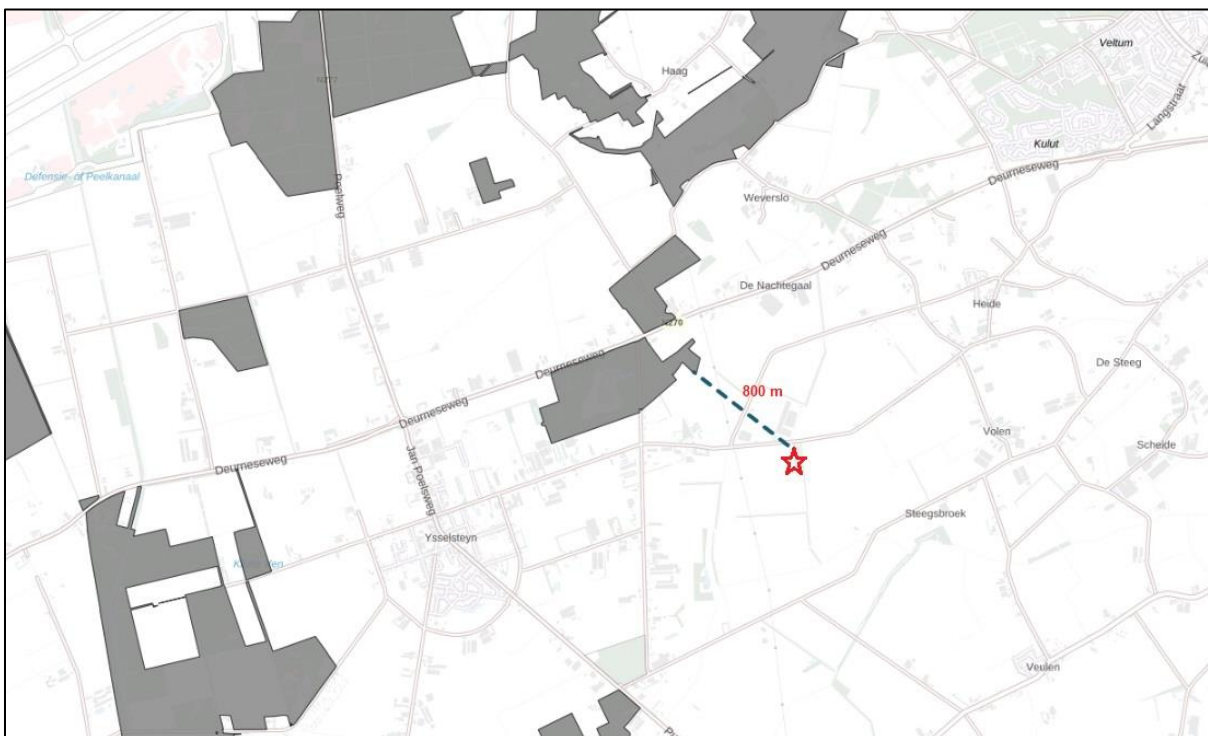 Veltum
Haag
Langstraat
Kulut
Defensie- of Peelkanaal
Deurneseweg
Weverslo
Deurneseweg
De Nachtegaal
Heide
N270
De Steeg
Deurneseweg
800 m
Deurneseweg
Volen
Scheide
Jan Poelsweg
Deurneseweg
Steegsbroek
Ysselsteyn
Veulen